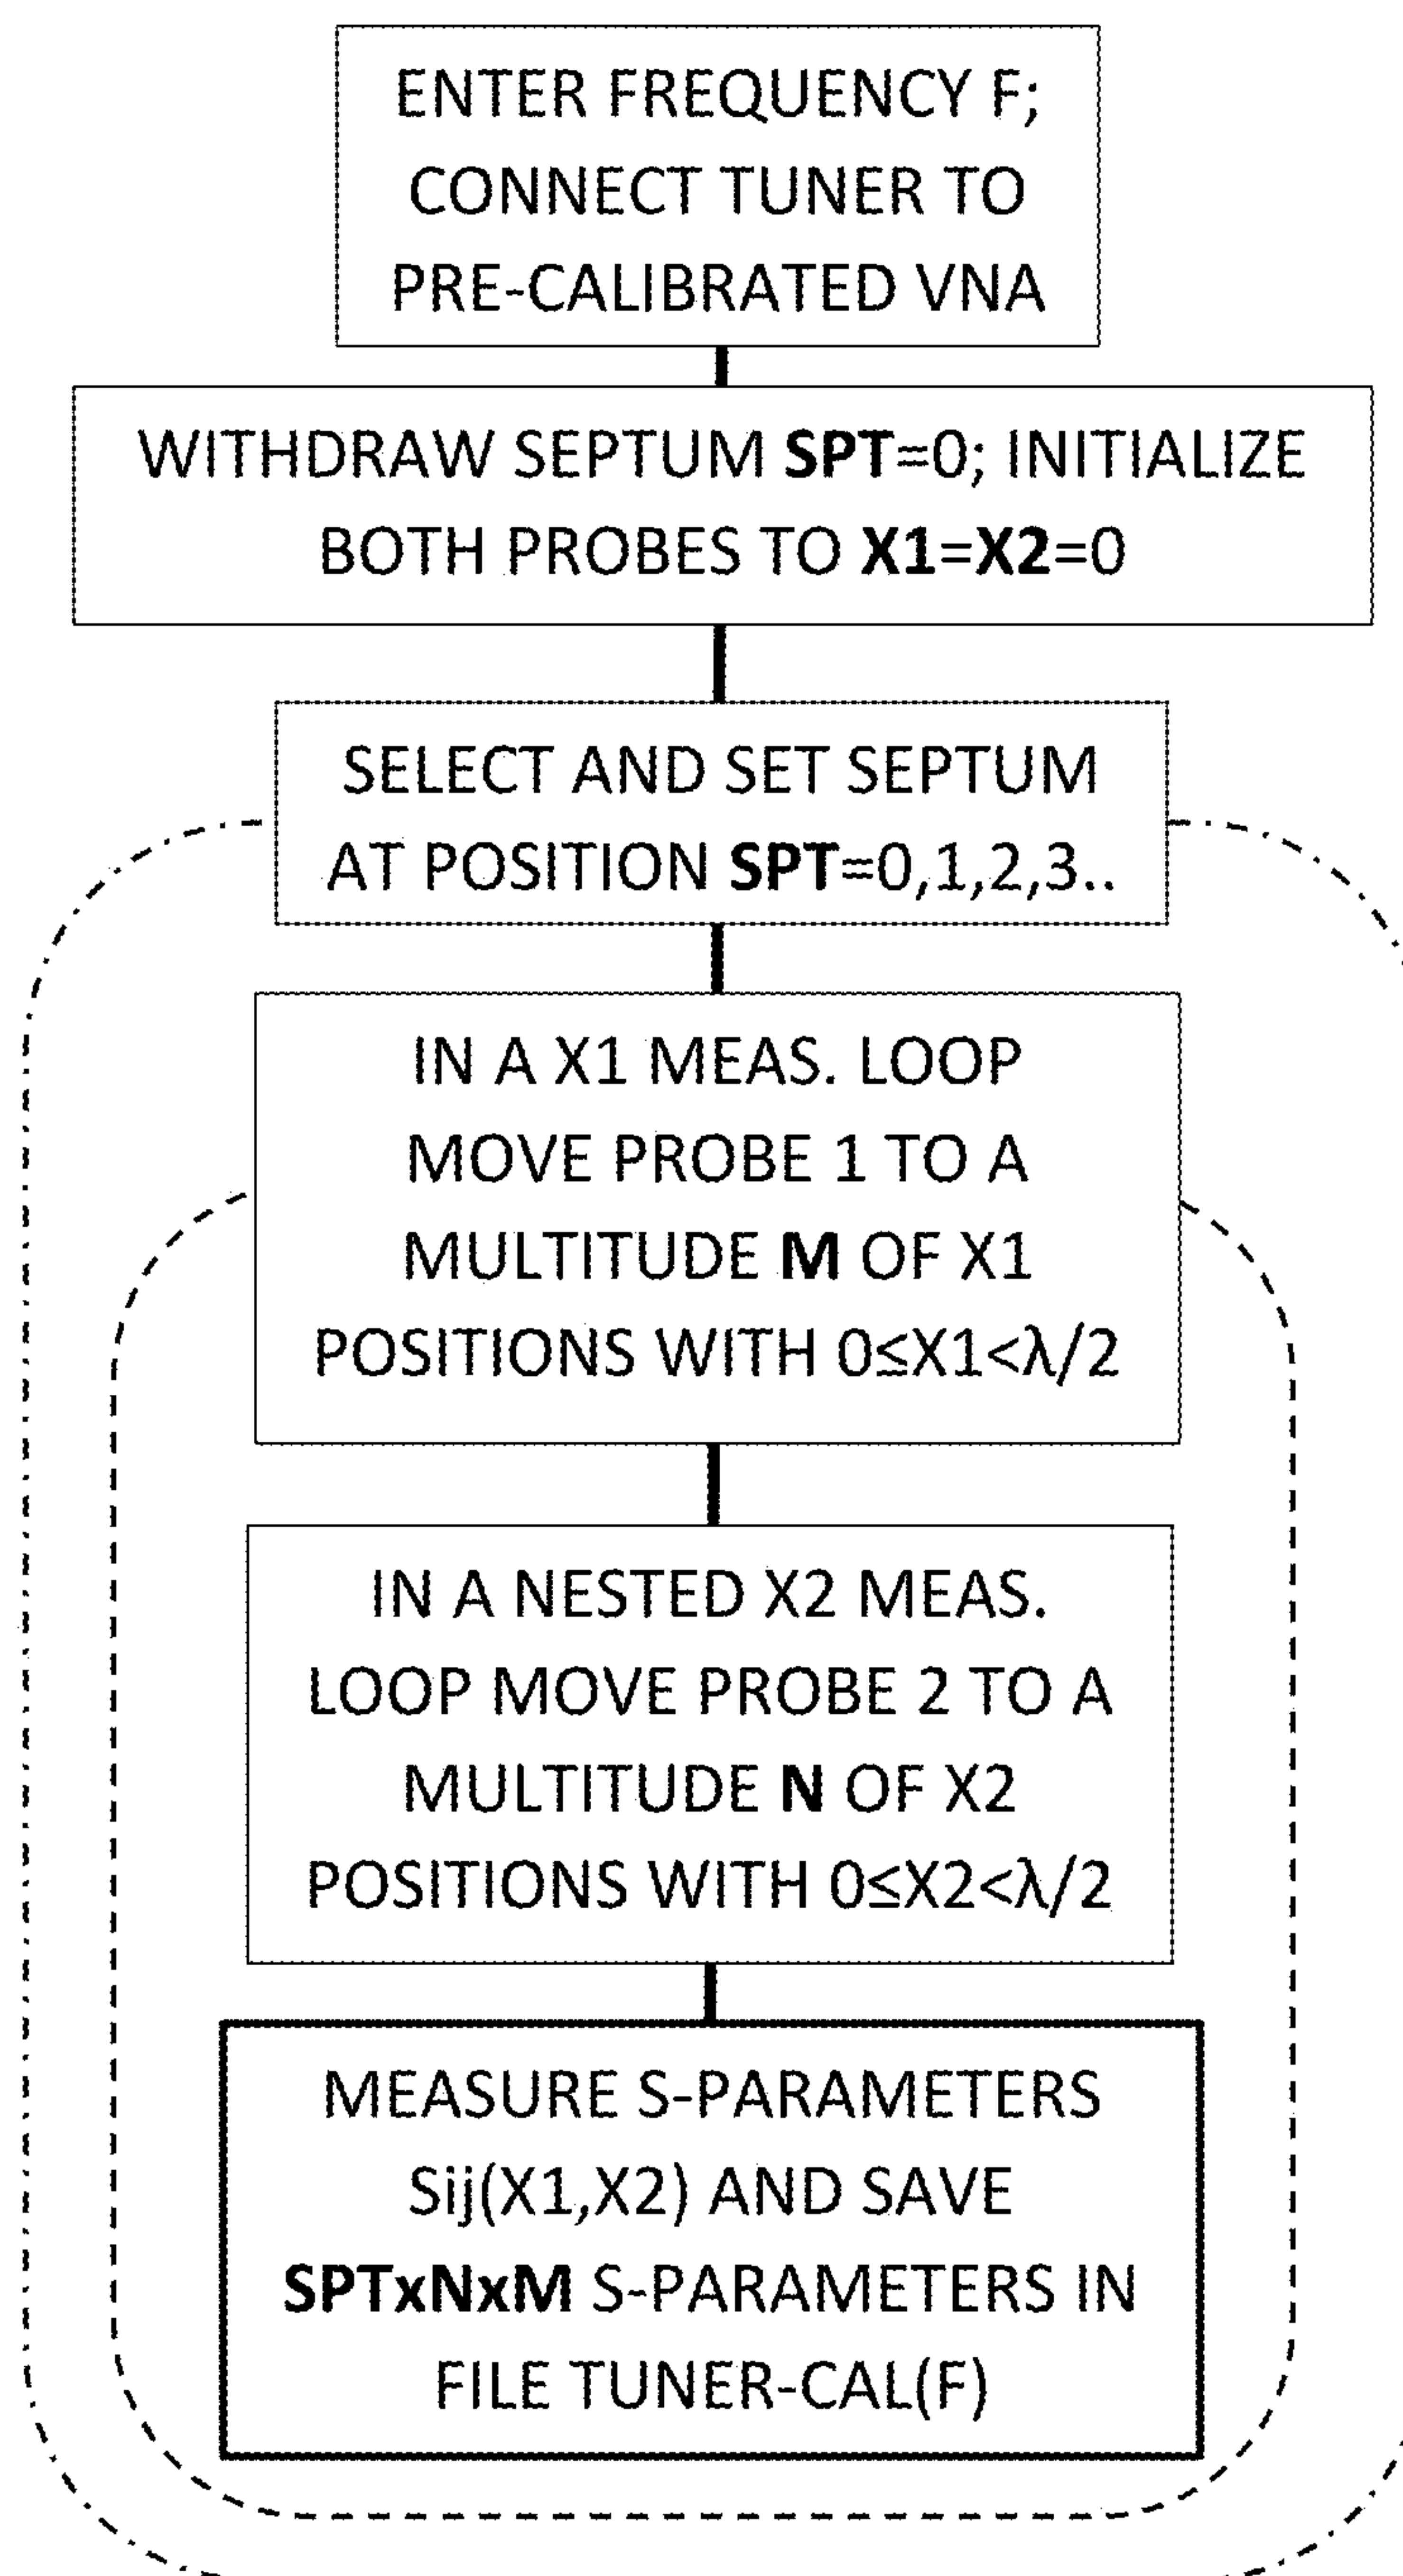 ENTER FREQUENCY F;
CONNECT TUNER TO
PRE-CALIBRATED VNA
WITHDRAW SEPTUM SPT=0; INITIALIZE
BOTH PROBES TO X1=X2=0
SELECT AND SET SEPTUM
AT POSITION SPT=0,1,2,3..
IN A X1 MEAS. LOOP
MOVE PROBE 1 TO A
MULTITUDE M OF X1
POSITIONS WITH 0≤X1<λ/2
IN A NESTED X2 MEAS.
LOOP MOVE PROBE 2 TO A
MULTITUDE N OF X2
POSITIONS WITH 0≤X2<λ/2
MEASURE S-PARAMETERS
Sij(X1,X2) AND SAVE
SPTxNxM S-PARAMETERS IN
FILE TUNER-CAL(F)